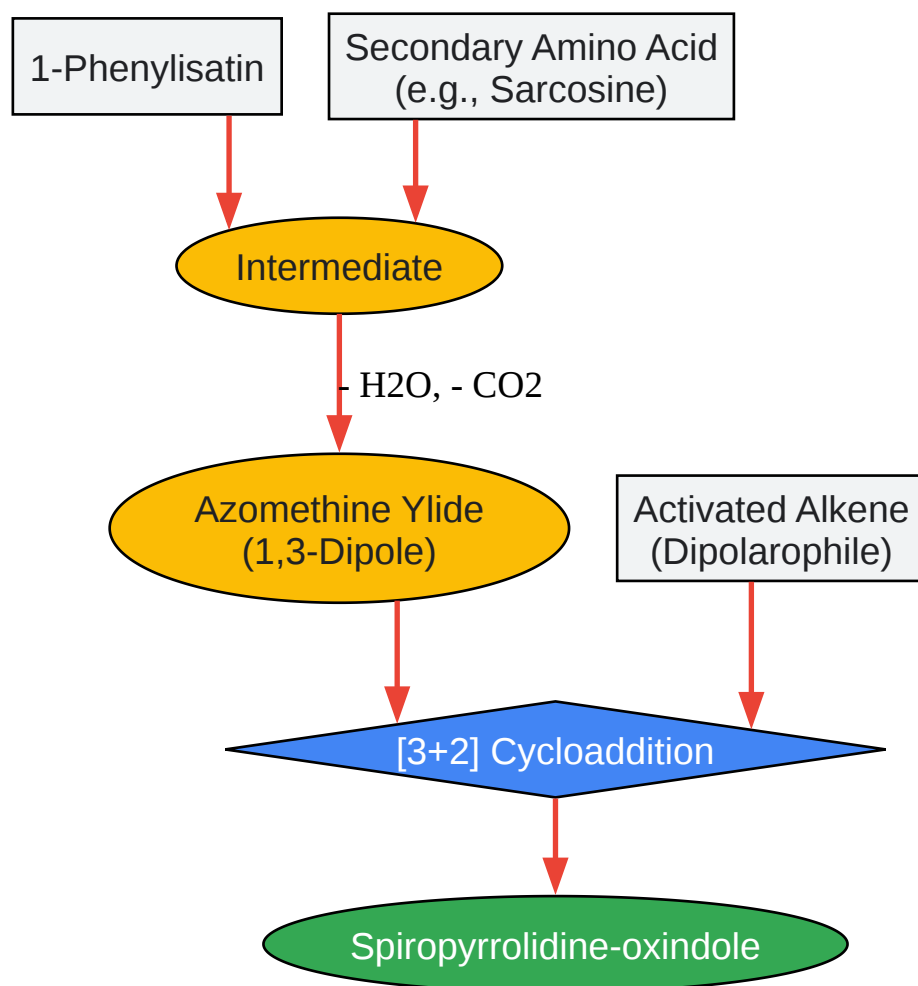 1-Phenylisatin
Secondary Amino Acid
(e.g., Sarcosine)
Intermediate
- H2O, - CO2
Azomethine Ylide
(1,3-Dipole)
Activated Alkene
(Dipolarophile)
[3+2] Cycloaddition
Spiropyrrolidine-oxindole